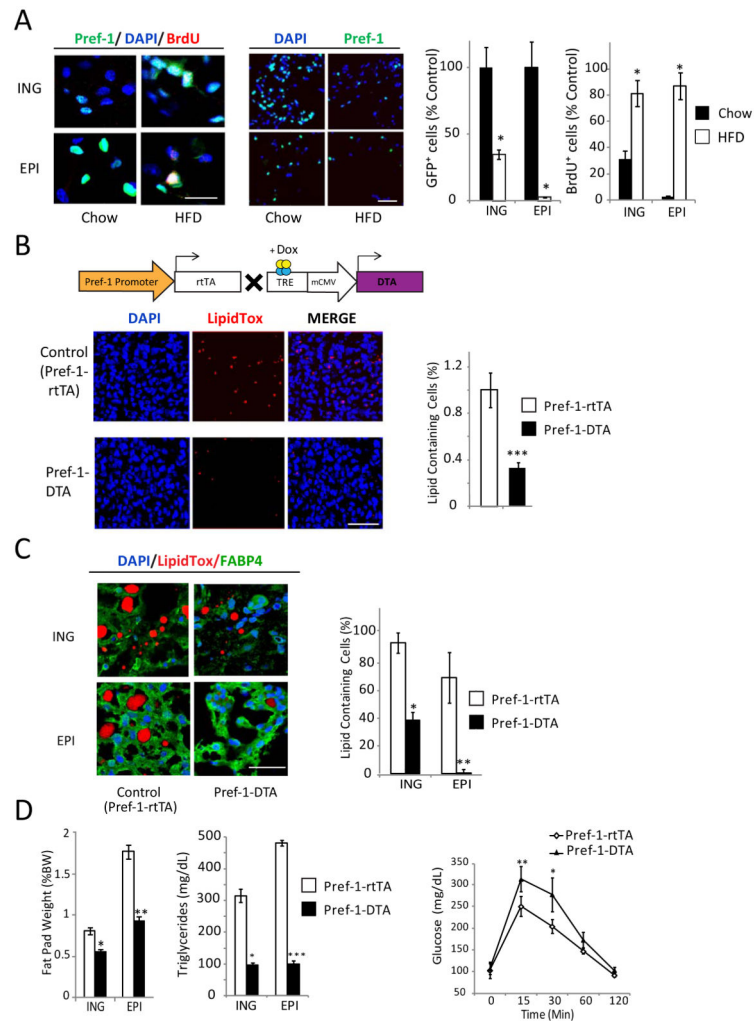 A
Pref-1/ DAPI/ BrdU
DAPI
Pref-1
ING
EPI
Chow
HFD
Chow
HFD
GFP+ cells (% Control)
100
50
0
*
*
ING
EPI
BrdU+ cells (% Control)
100
80
60
40
20
0
*
*
ING
EPI
Chow
HFD
B
+ Dox
Pref-1 Promoter
rtTA
TRE
mCMV
DTA
DAPI
LipidTox
MERGE
Control
(Pref-1-
rtTA)
Pref-1-
DTA
Lipid Containing Cells (%)
1.2
0.8
0.4
0
***
Pref-1-rtTA
Pref-1-DTA
C
DAPI/LipidTox/FABP4
ING
EPI
Control
(Pref-1-rtTA)
Pref-1-DTA
Lipid Containing Cells (%)
100
80
60
40
20
0
*
**
ING
EPI
Pref-1-rtTA
Pref-1-DTA
D
Fat Pad Weight (%BW)
2
1.5
1
0.5
0
*
**
ING
EPI
Triglycerides (mg/dL)
500
400
300
200
100
0
*
***
ING
EPI
Pref-1-rtTA
Pref-1-DTA
Pref-1-rtTA
Pref-1-DTA
Glucose (mg/dL)
350
300
250
200
150
100
50
**
*
0
15
30
60
120
Time (Min)